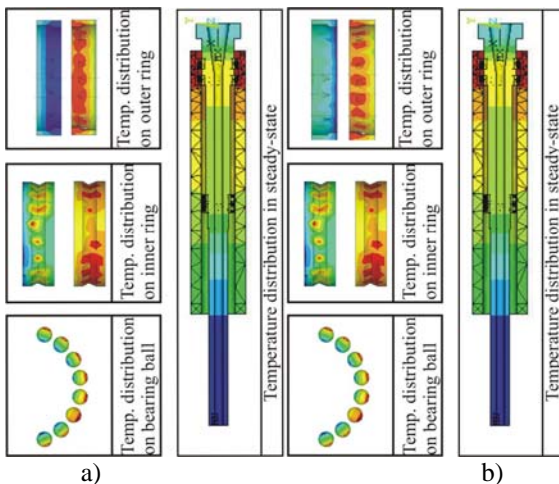 Temp. distribution
on outer ring
Temp. distribution
on inner ring
Temp. distribution
on bearing ball
Temperature distribution in steady-state
Temp. distribution
on outer ring
Temp. distribution
on inner ring
Temp. distribution
on bearing ball
Temperature distribution in steady-state
Y
Z
Y
Z
a)
b)